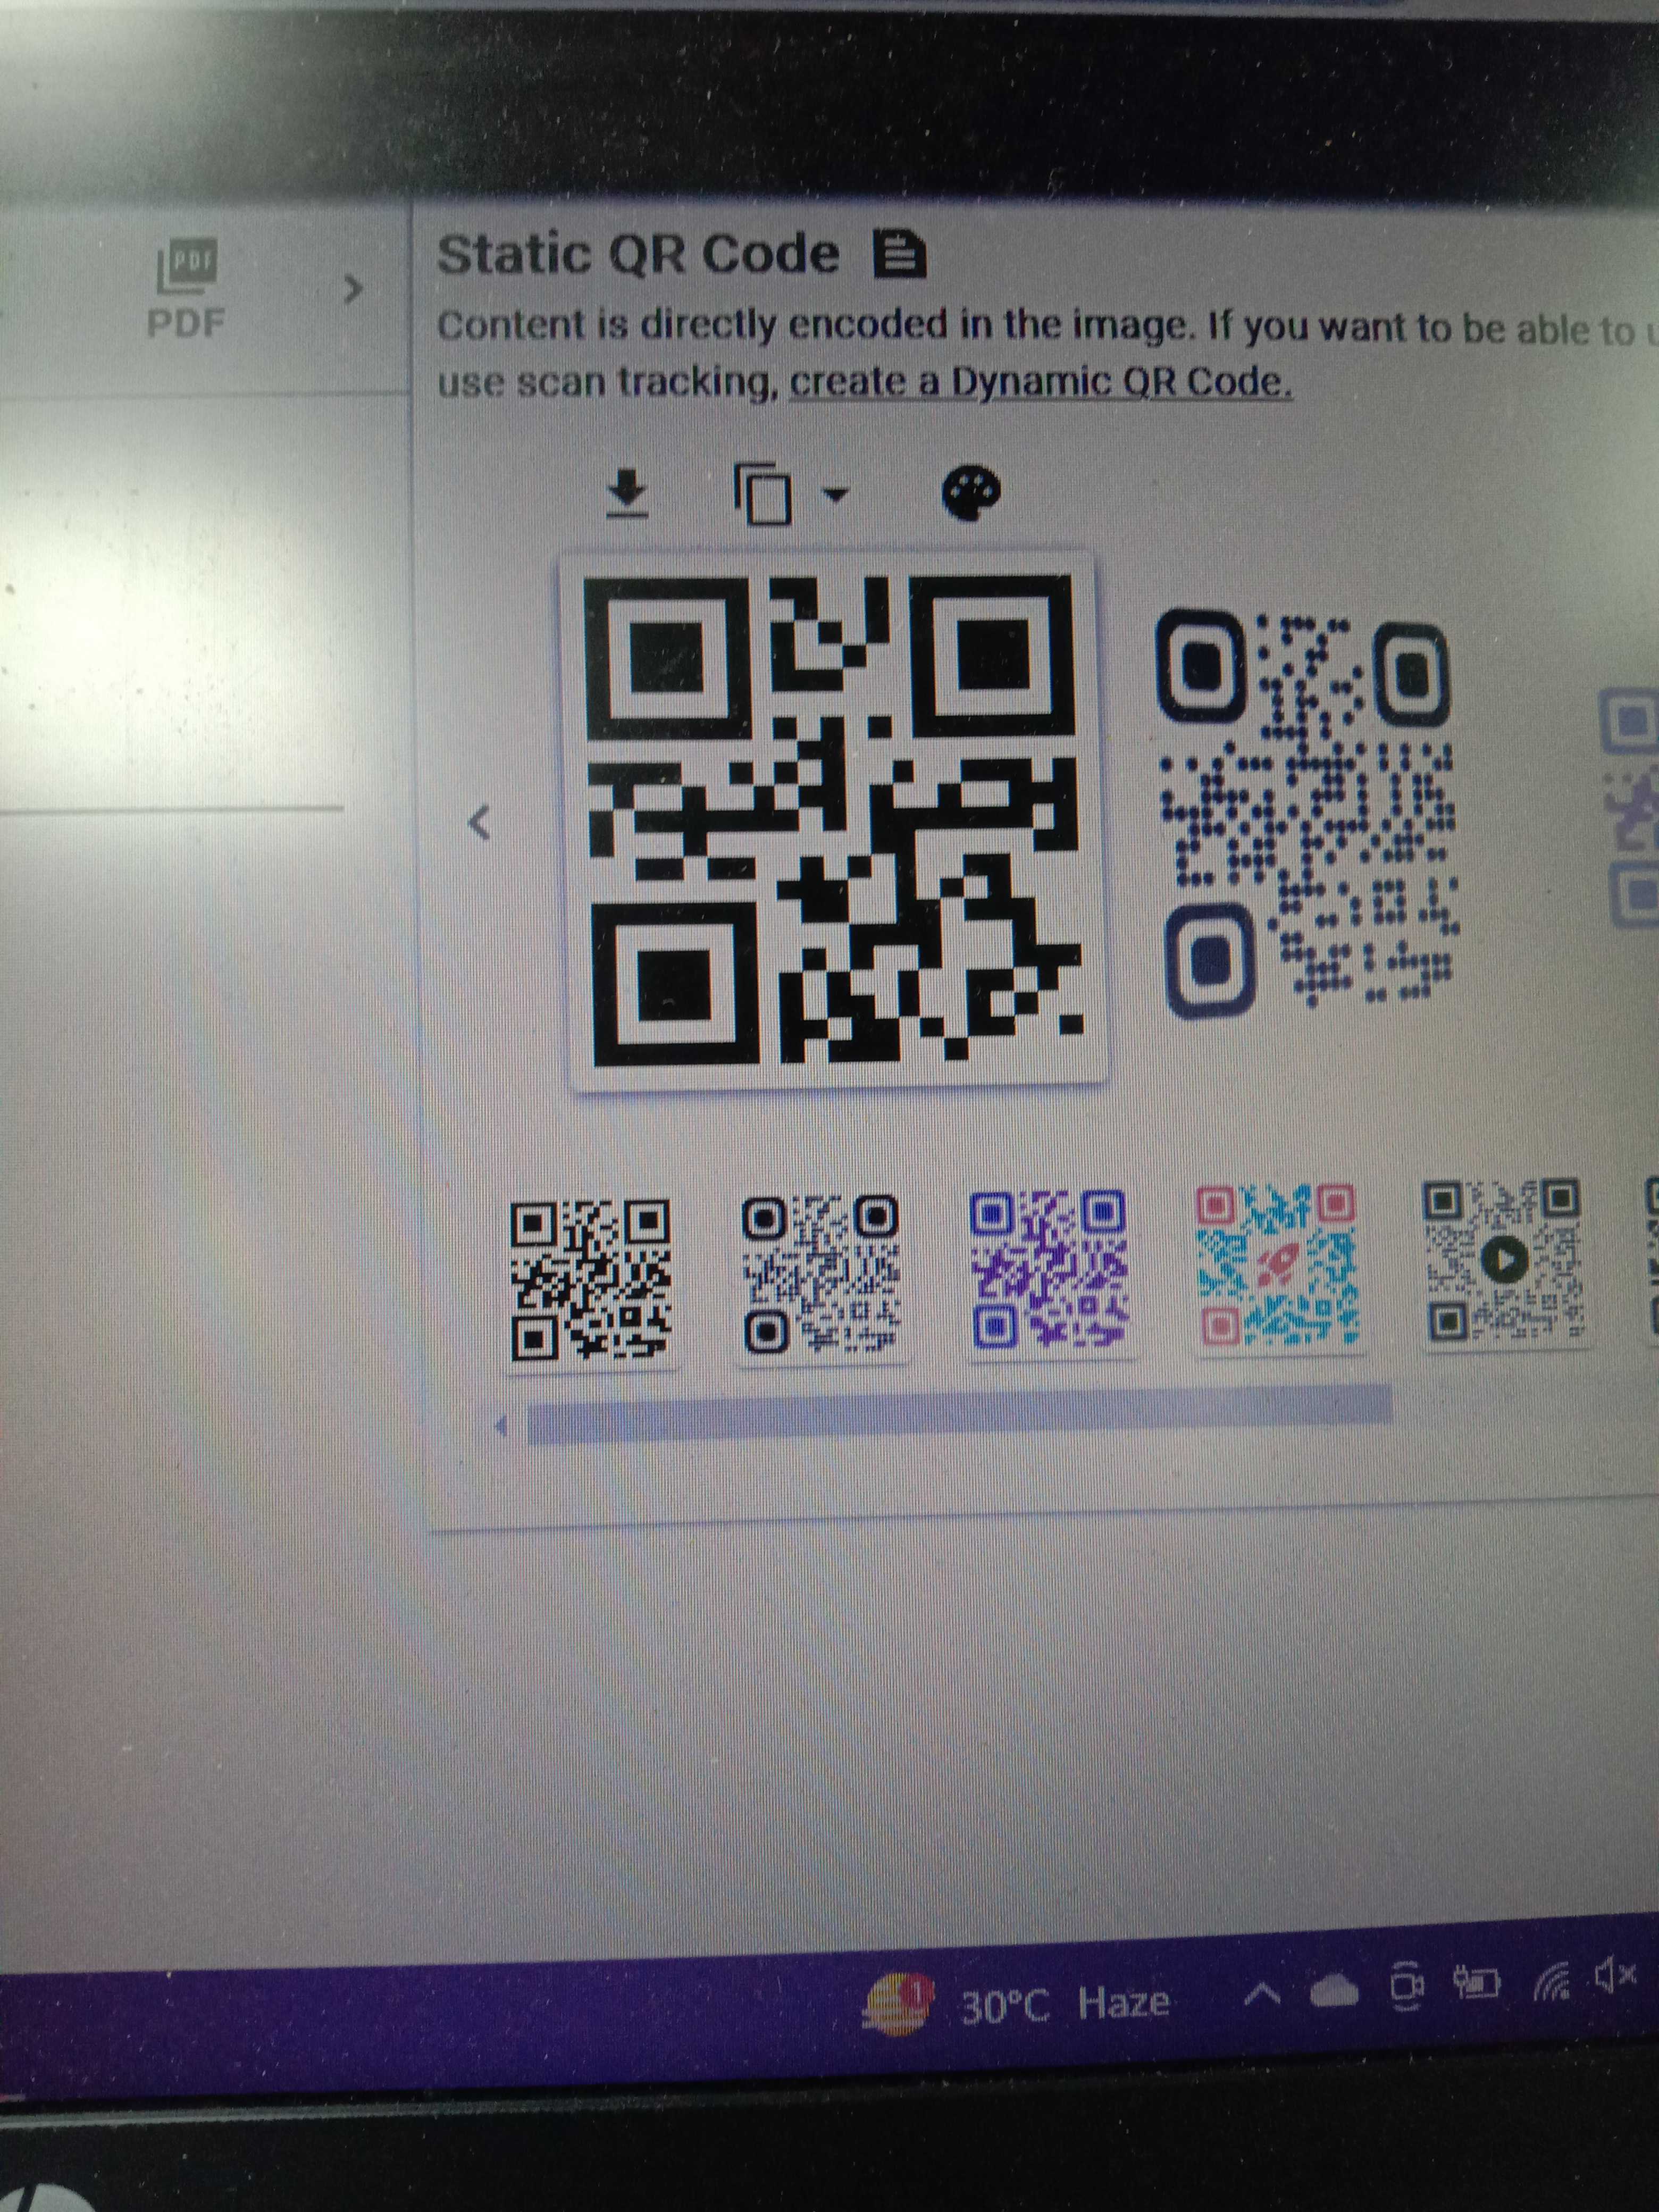 PDF
PDF
Static QR Code
Content is directly encoded in the image. If you want to be able to
use scan tracking, create a Dynamic QR Code.
1
30°C Haze